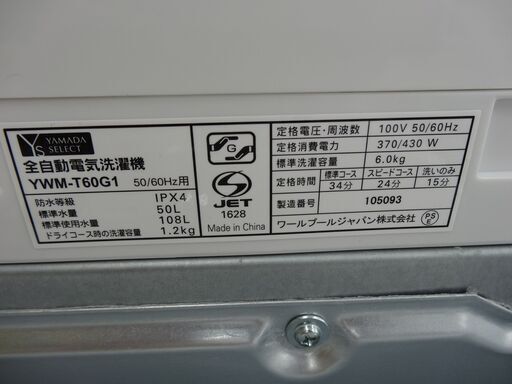 YS YAMADA SELECT
全自動電気洗濯機
YWM-T60G1 50/60Hz用
防水等級 IPX4
標準水量 50L
標準使用水量 108L
ドライコース時の洗濯容量 1.2kg
G
JET
1628
Made in China
定格電圧・周波数 100V 50/60Hz
定格消費電力 370/430 W
標準洗濯容量 6.0kg
定格時間 標準コース スピードコース 洗いのみ
34分 24分 15分
製造番号 105093
ワールプールジャパン株式会社 PSE